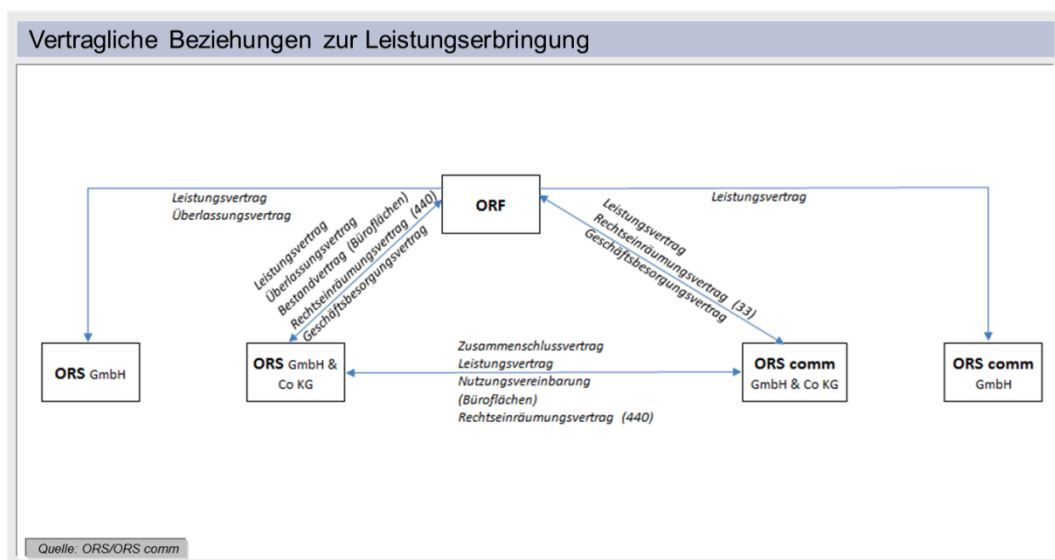 Vertragliche Beziehungen zur Leistungserbringung
ORF
Leistungsvertrag
Überlassungsvertrag
Leistungsvertrag
Überlassungsvertrag
Bestandvertrag (Büroflächen)
Rechtseinräumungsvertrag (440)
Geschäftsbesorgungsvertrag
Leistungsvertrag
Rechtseinräumungsvertrag (33)
Geschäftsbesorgungsvertrag
Leistungsvertrag
ORS GmbH
ORS GmbH &
Co KG
Zusammenschlussvertrag
Leistungsvertrag
Nutzungsvereinbarung
(Büroflächen)
Rechtseinräumungsvertrag (440)
ORS comm
GmbH & Co KG
ORS comm
GmbH
Quelle: ORS/ORS comm